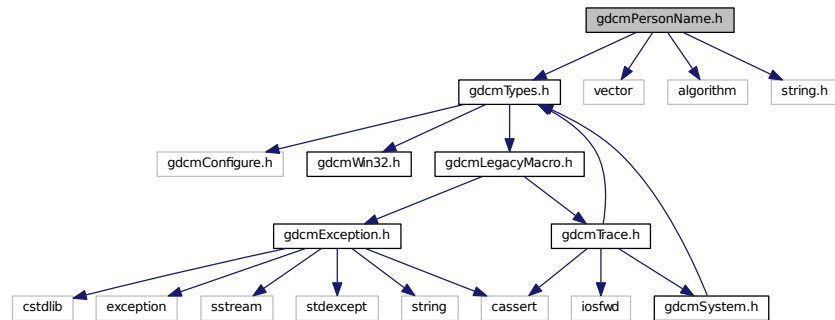 gdcmPersonName.h
gdcmTypes.h
vector
algorithm
string.h
gdcmConfigure.h
gdcmWin32.h
gdcmLegacyMacro.h
gdcmException.h
gdcmTrace.h
cstdlib
exception
sstream
stdexcept
string
cassert
iosfwd
gdcmSystem.h